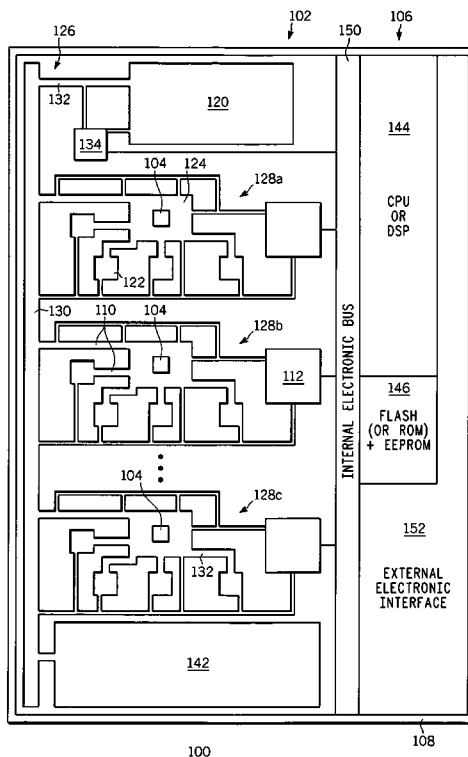 126
102
150
106
132
120
144
134
104
124
128a
CPU
OR
DSP
122
130
110
104
128b
112
INTERNAL ELECTRONIC BUS
146
FLASH
(OR ROM)
+ EEPROM
104
128c
152
132
EXTERNAL
ELECTRONIC
INTERFACE
142
108
100